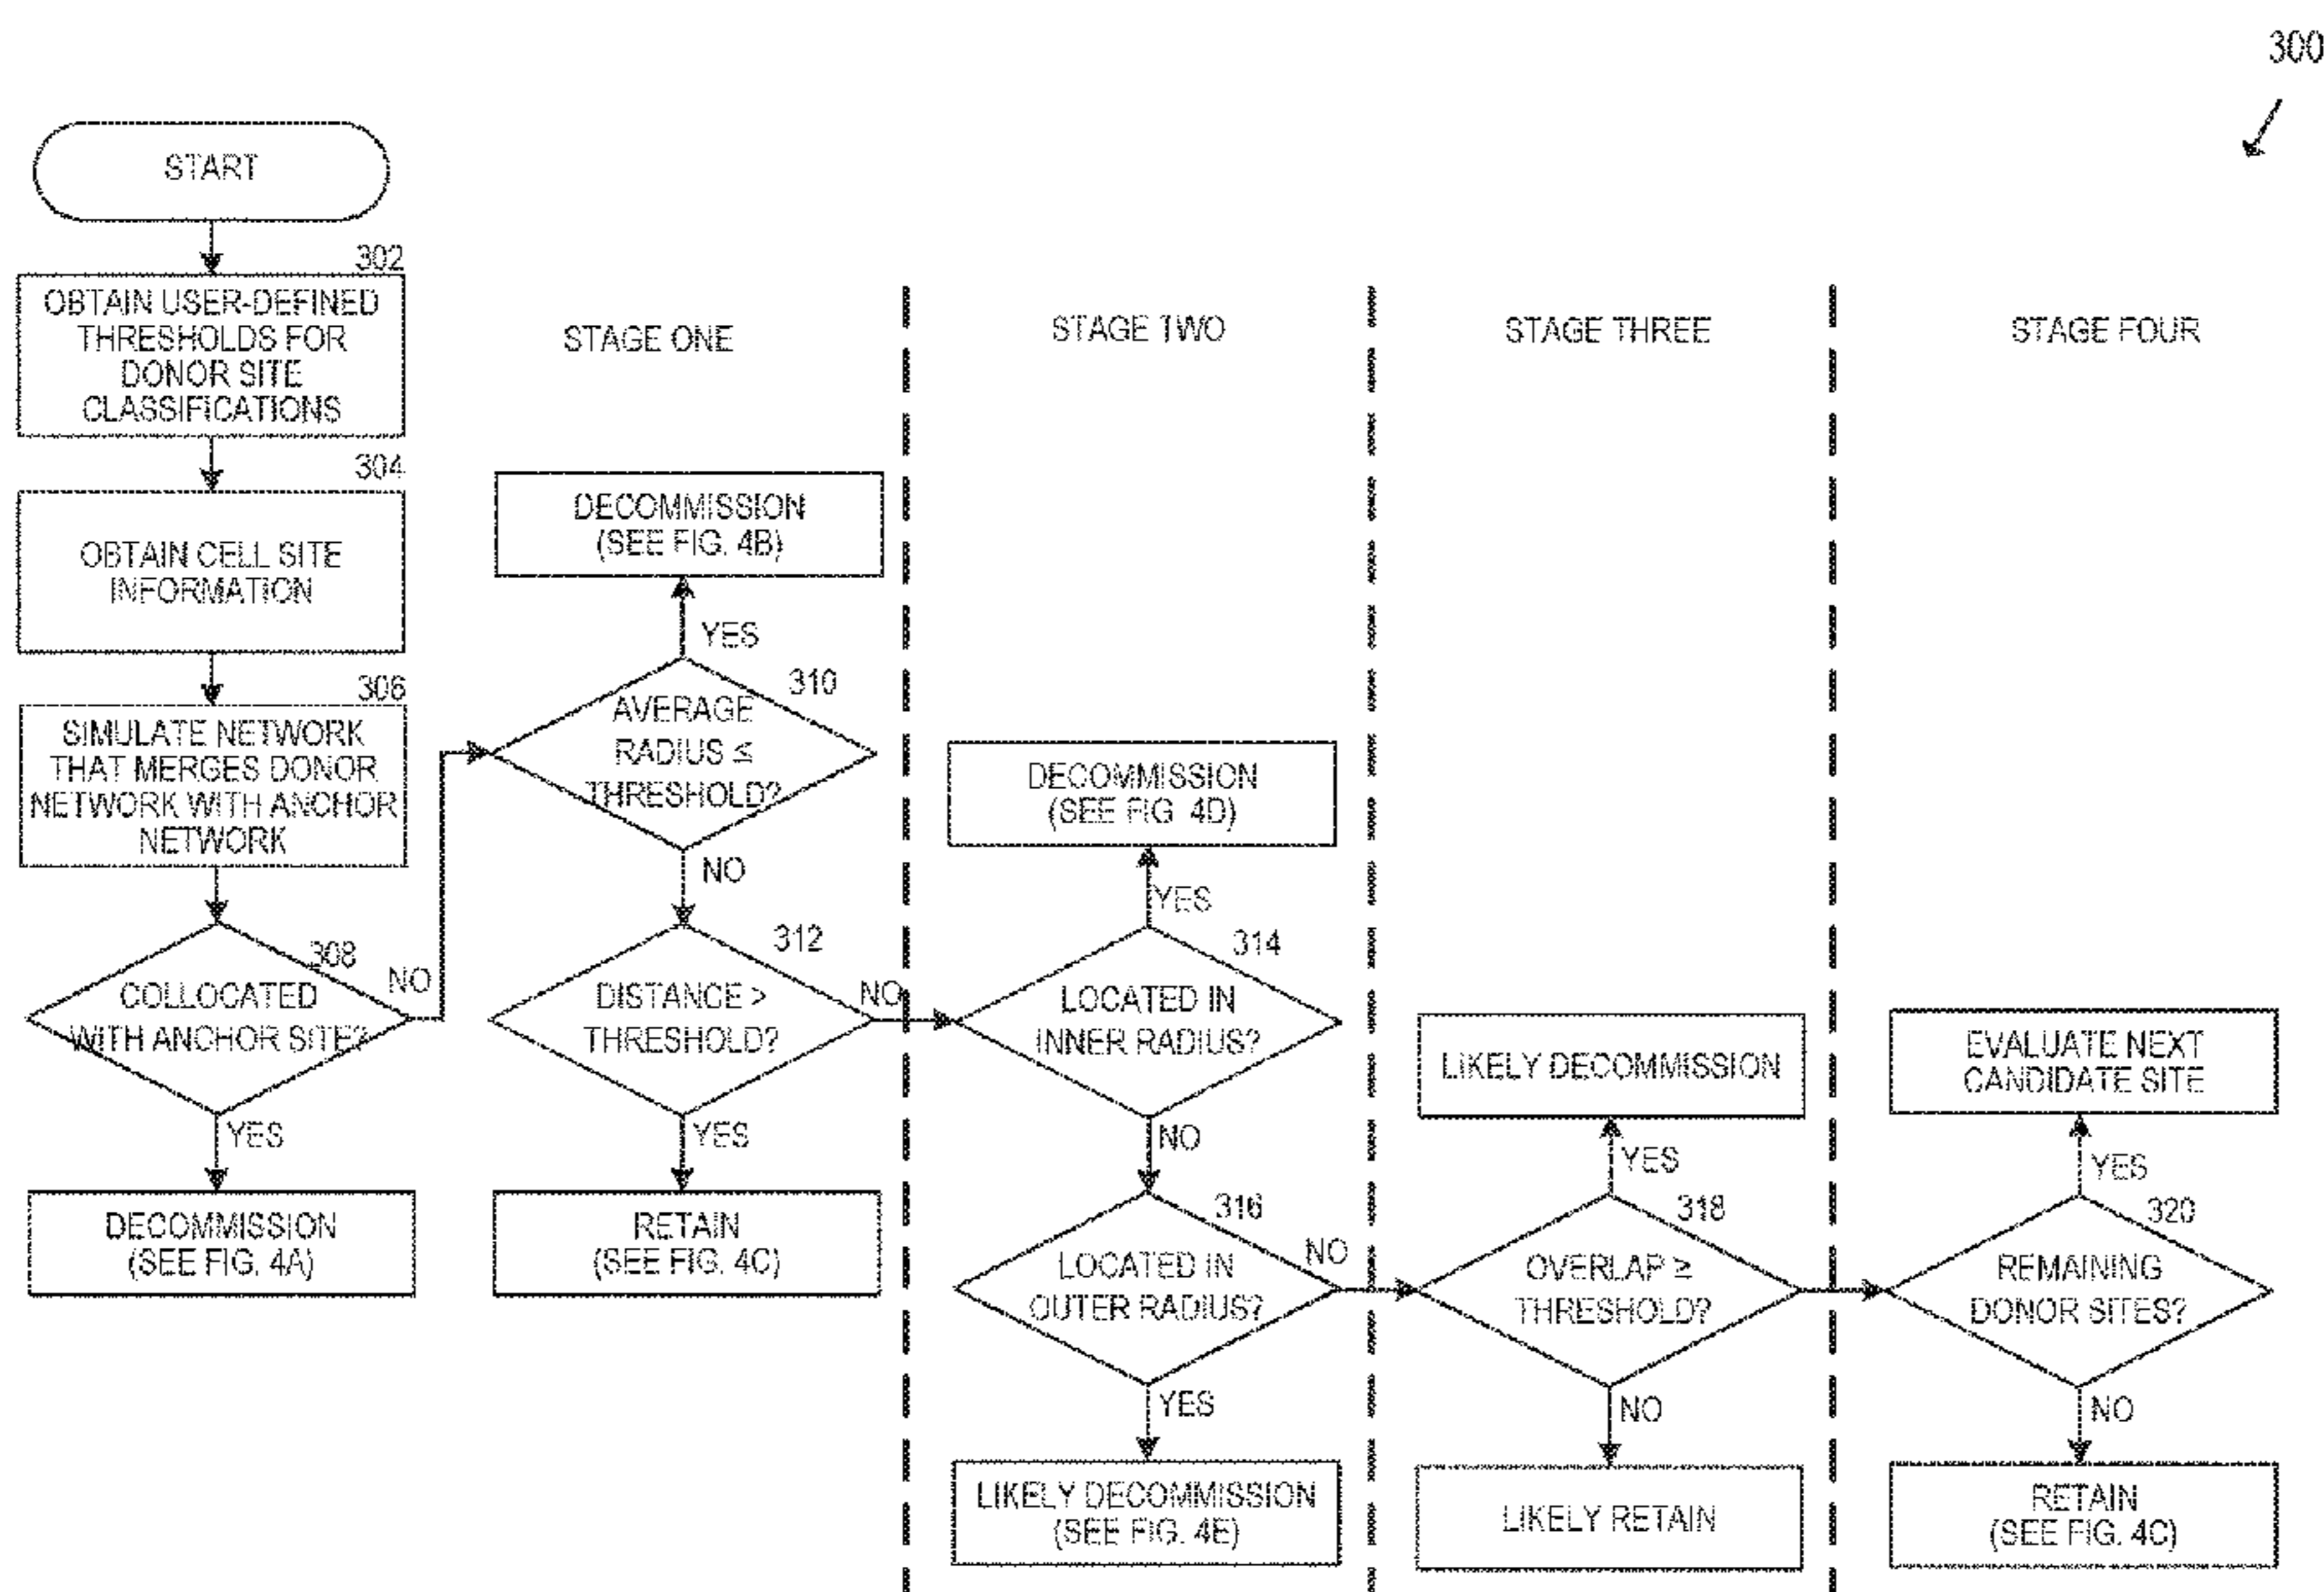 300
START
302
OBTAIN USER-DEFINED
THRESHOLDS FOR
DONOR SITE
CLASSIFICATIONS
304
OBTAIN CELL SITE
INFORMATION
306
SIMULATE NETWORK
THAT MERGES DONOR
NETWORK WITH ANCHOR
NETWORK
308
COLLOCATED
WITH ANCHOR SITE?
NO
YES
DECOMMISSION
(SEE FIG. 4A)
STAGE ONE
DECOMMISSION
(SEE FIG. 4B)
YES
310
AVERAGE
RADIUS ≤
THRESHOLD?
NO
312
DISTANCE >
THRESHOLD?
NO
YES
RETAIN
(SEE FIG. 4C)
STAGE TWO
DECOMMISSION
(SEE FIG. 4D)
YES
314
LOCATED IN
INNER RADIUS?
NO
316
LOCATED IN
OUTER RADIUS?
NO
YES
LIKELY DECOMMISSION
(SEE FIG. 4E)
STAGE THREE
LIKELY DECOMMISSION
YES
318
OVERLAP ≥
THRESHOLD?
NO
LIKELY RETAIN
STAGE FOUR
EVALUATE NEXT
CANDIDATE SITE
YES
320
REMAINING
DONOR SITES?
NO
RETAIN
(SEE FIG. 4C)